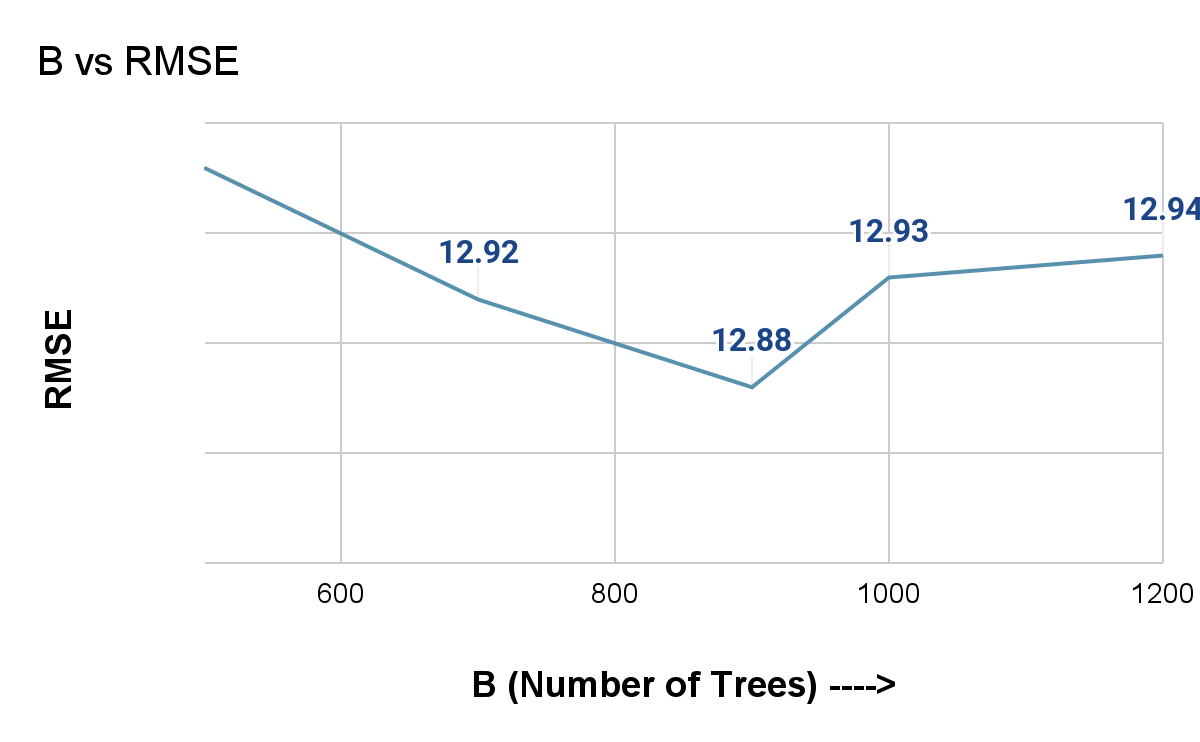 B vs RMSE
12.94
12.93
12.92
12.88
RMSE
600 800 1000 1200
B (Number of Trees) ---->